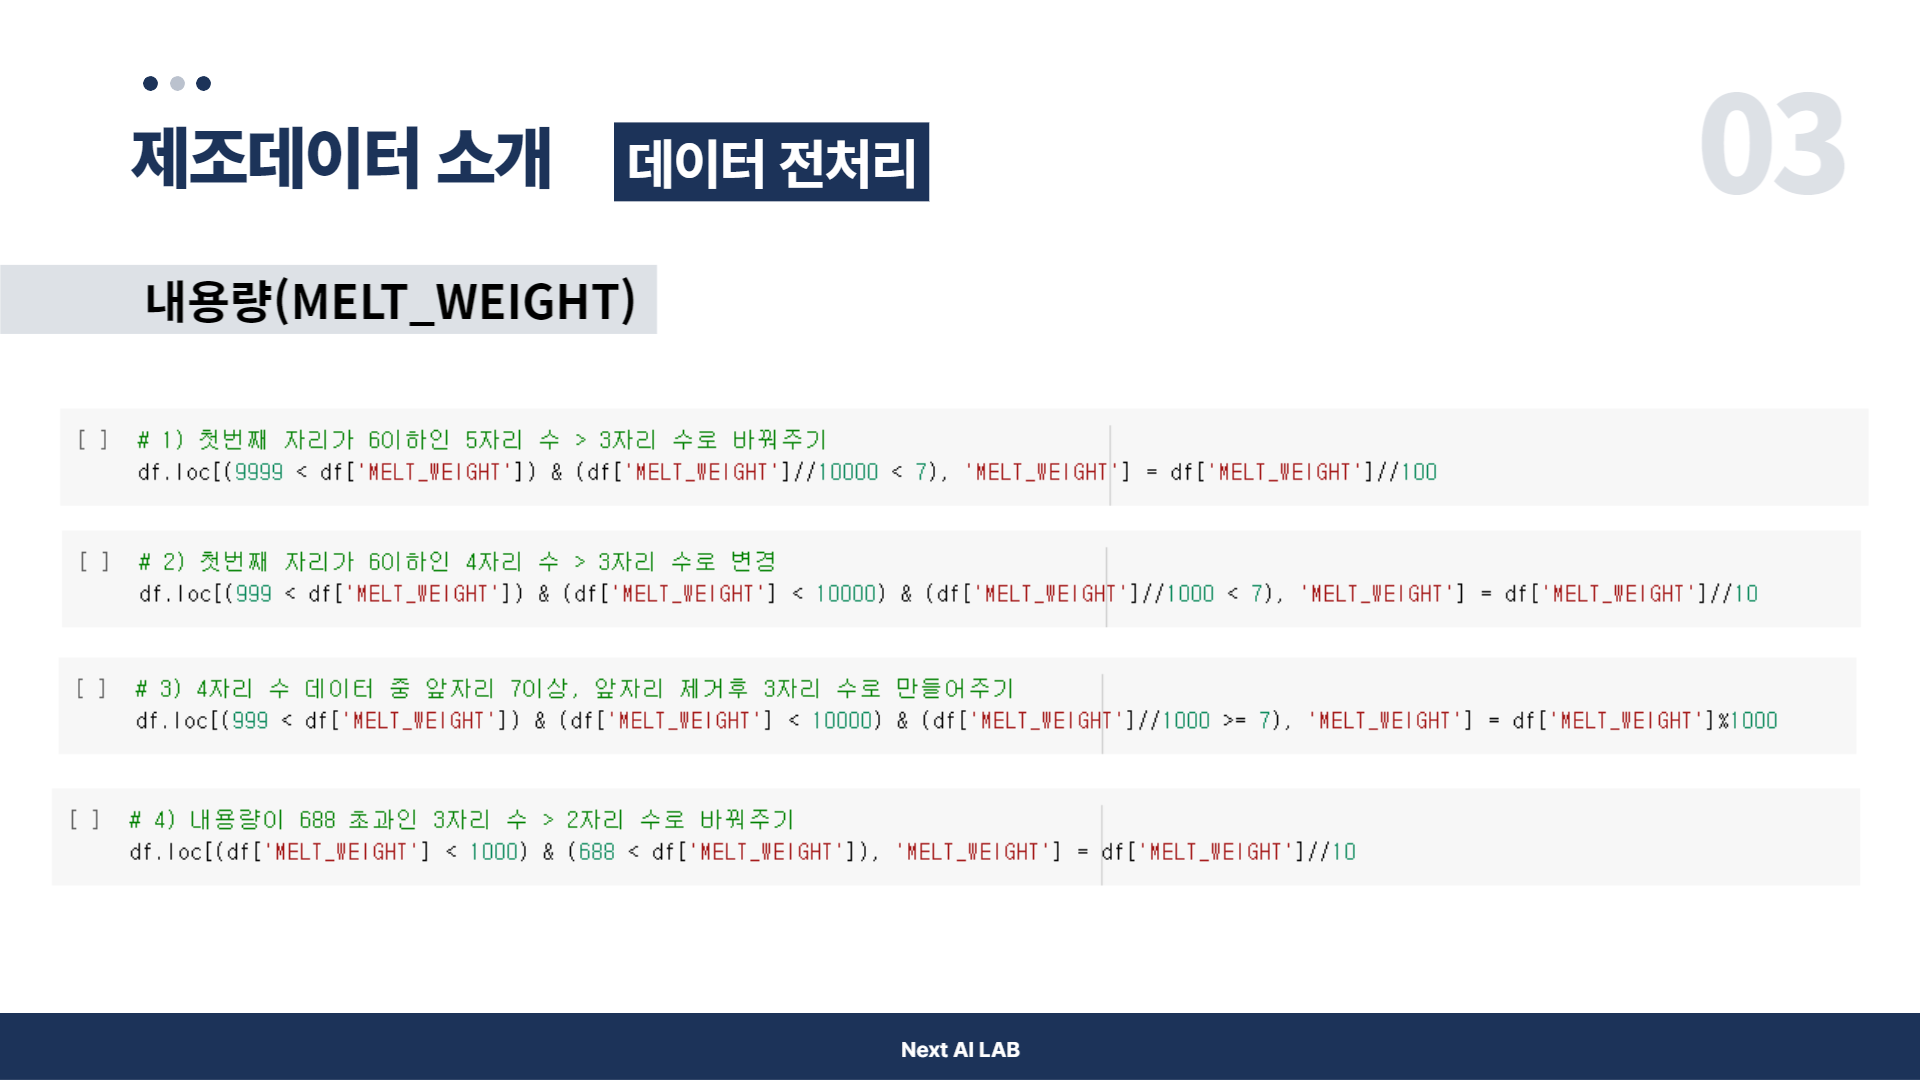 제조데이터 소개
데이터 전처리
03
내용량(MELT_WEIGHT)
[ ] # 1) 첫번째 자리가 6이하인 5자리 수 > 3자리 수로 바꿔주기
df.loc[(9999 < df['MELT_WEIGHT']) & (df['MELT_WEIGHT']//10000 < 7), 'MELT_WEIGHT'] = df['MELT_WEIGHT']//100
[ ] # 2) 첫번째 자리가 6이하인 4자리 수 > 3자리 수로 변경
df.loc[(999 < df['MELT_WEIGHT']) & (df['MELT_WEIGHT'] < 10000) & (df['MELT_WEIGHT']//1000 < 7), 'MELT_WEIGHT'] = df['MELT_WEIGHT']//10
[ ] # 3) 4자리 수 데이터 중 앞자리 7이상, 앞자리 제거후 3자리 수로 만들어주기
df.loc[(999 < df['MELT_WEIGHT']) & (df['MELT_WEIGHT'] < 10000) & (df['MELT_WEIGHT']//1000 >= 7), 'MELT_WEIGHT'] = df['MELT_WEIGHT']%1000
[ ] # 4) 내용량이 688 초과인 3자리 수 > 2자리 수로 바꿔주기
df.loc[(df['MELT_WEIGHT'] < 1000) & (688 < df['MELT_WEIGHT']), 'MELT_WEIGHT'] = df['MELT_WEIGHT']//10
Next AI LAB